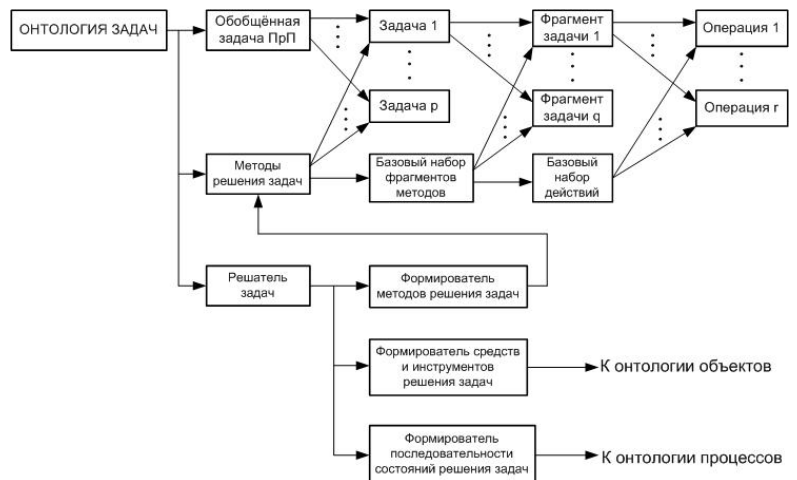 ОНТОЛОГИЯ ЗАДАЧ
Обобщённая
задача ПрП
Задача 1
Фрагмент
задачи 1
Операция 1
Задача p
Фрагмент
задачи q
Операция r
Методы
решения задач
Базовый набор
фрагментов
методов
Базовый
набор
действий
Решатель
задач
Формирователь
методов решения задач
Формирователь средств
и инструментов
решения задач
К онтологии объектов
Формирователь
последовательности
состояний решения задач
К онтологии процессов